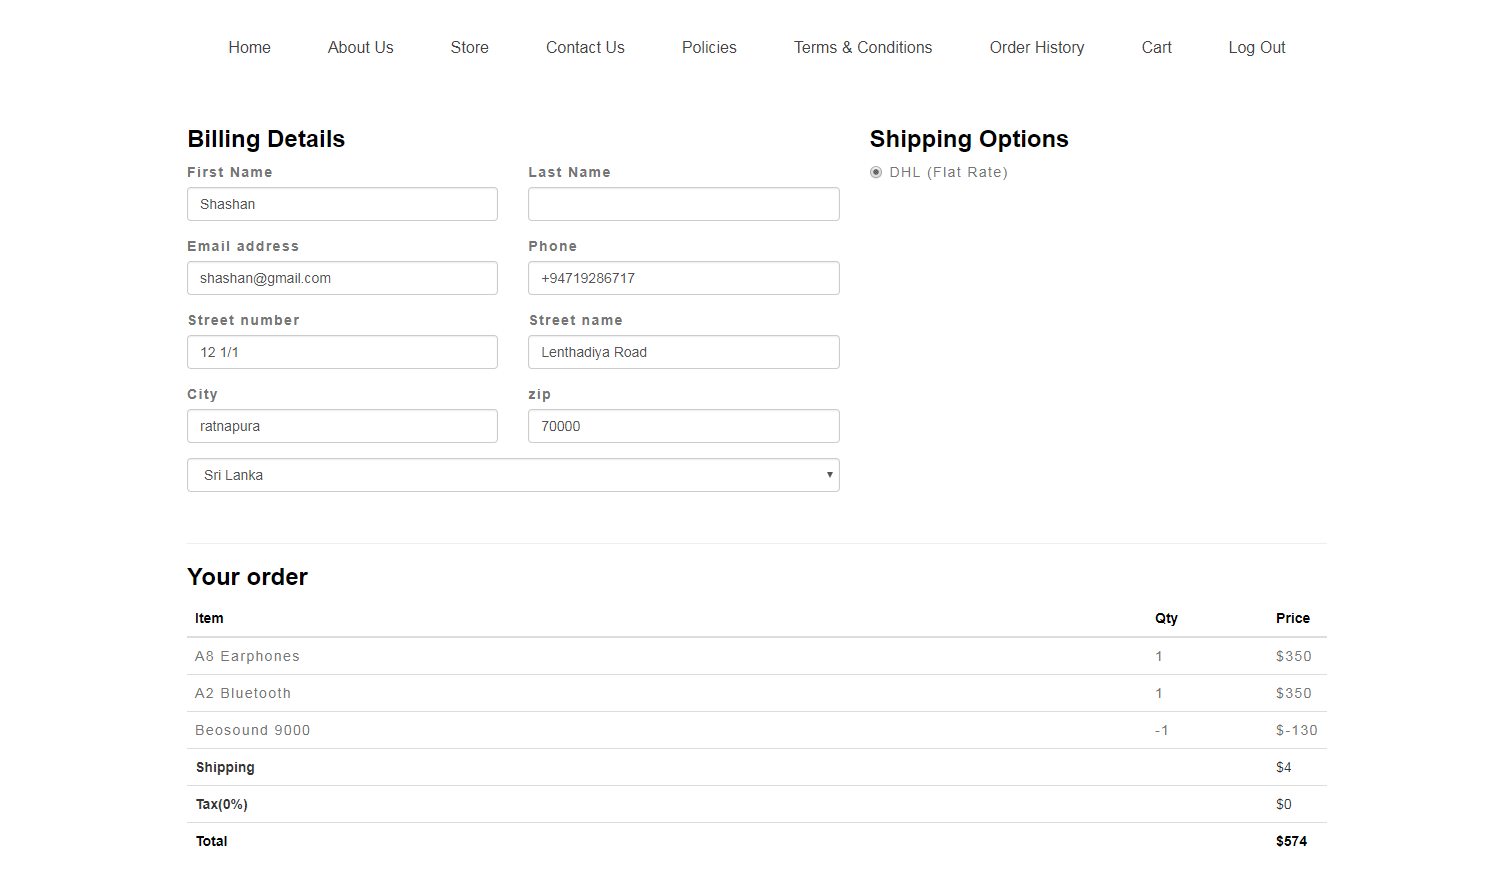 Home About Us Store Contact Us Policies Terms & Conditions Order History Cart Log Out
Billing Details
First Name Last Name
Shashan
Email address Phone
shashan@gmail.com +94719286717
Street number Street name
12 1/1 Lenthadiya Road
City zip
ratnapura 70000
Sri Lanka
Shipping Options
DHL (Flat Rate)
Your order
Item Qty Price
A8 Earphones 1 $350
A2 Bluetooth 1 $350
Beosound 9000 -1 $-130
Shipping $4
Tax(0%) $0
Total $574